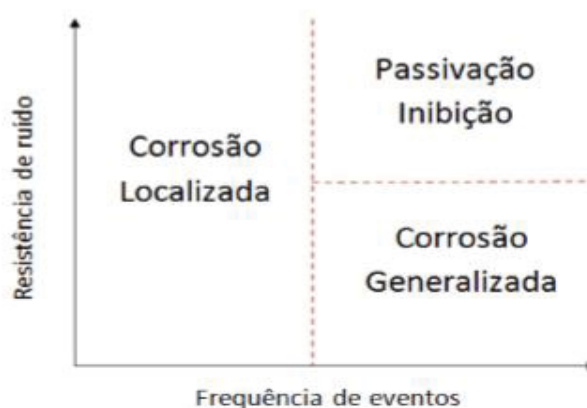 Resistência de ruído
Corrosão
Localizada
Passivação
Inibição
Corrosão
Generalizada
Frequência de eventos